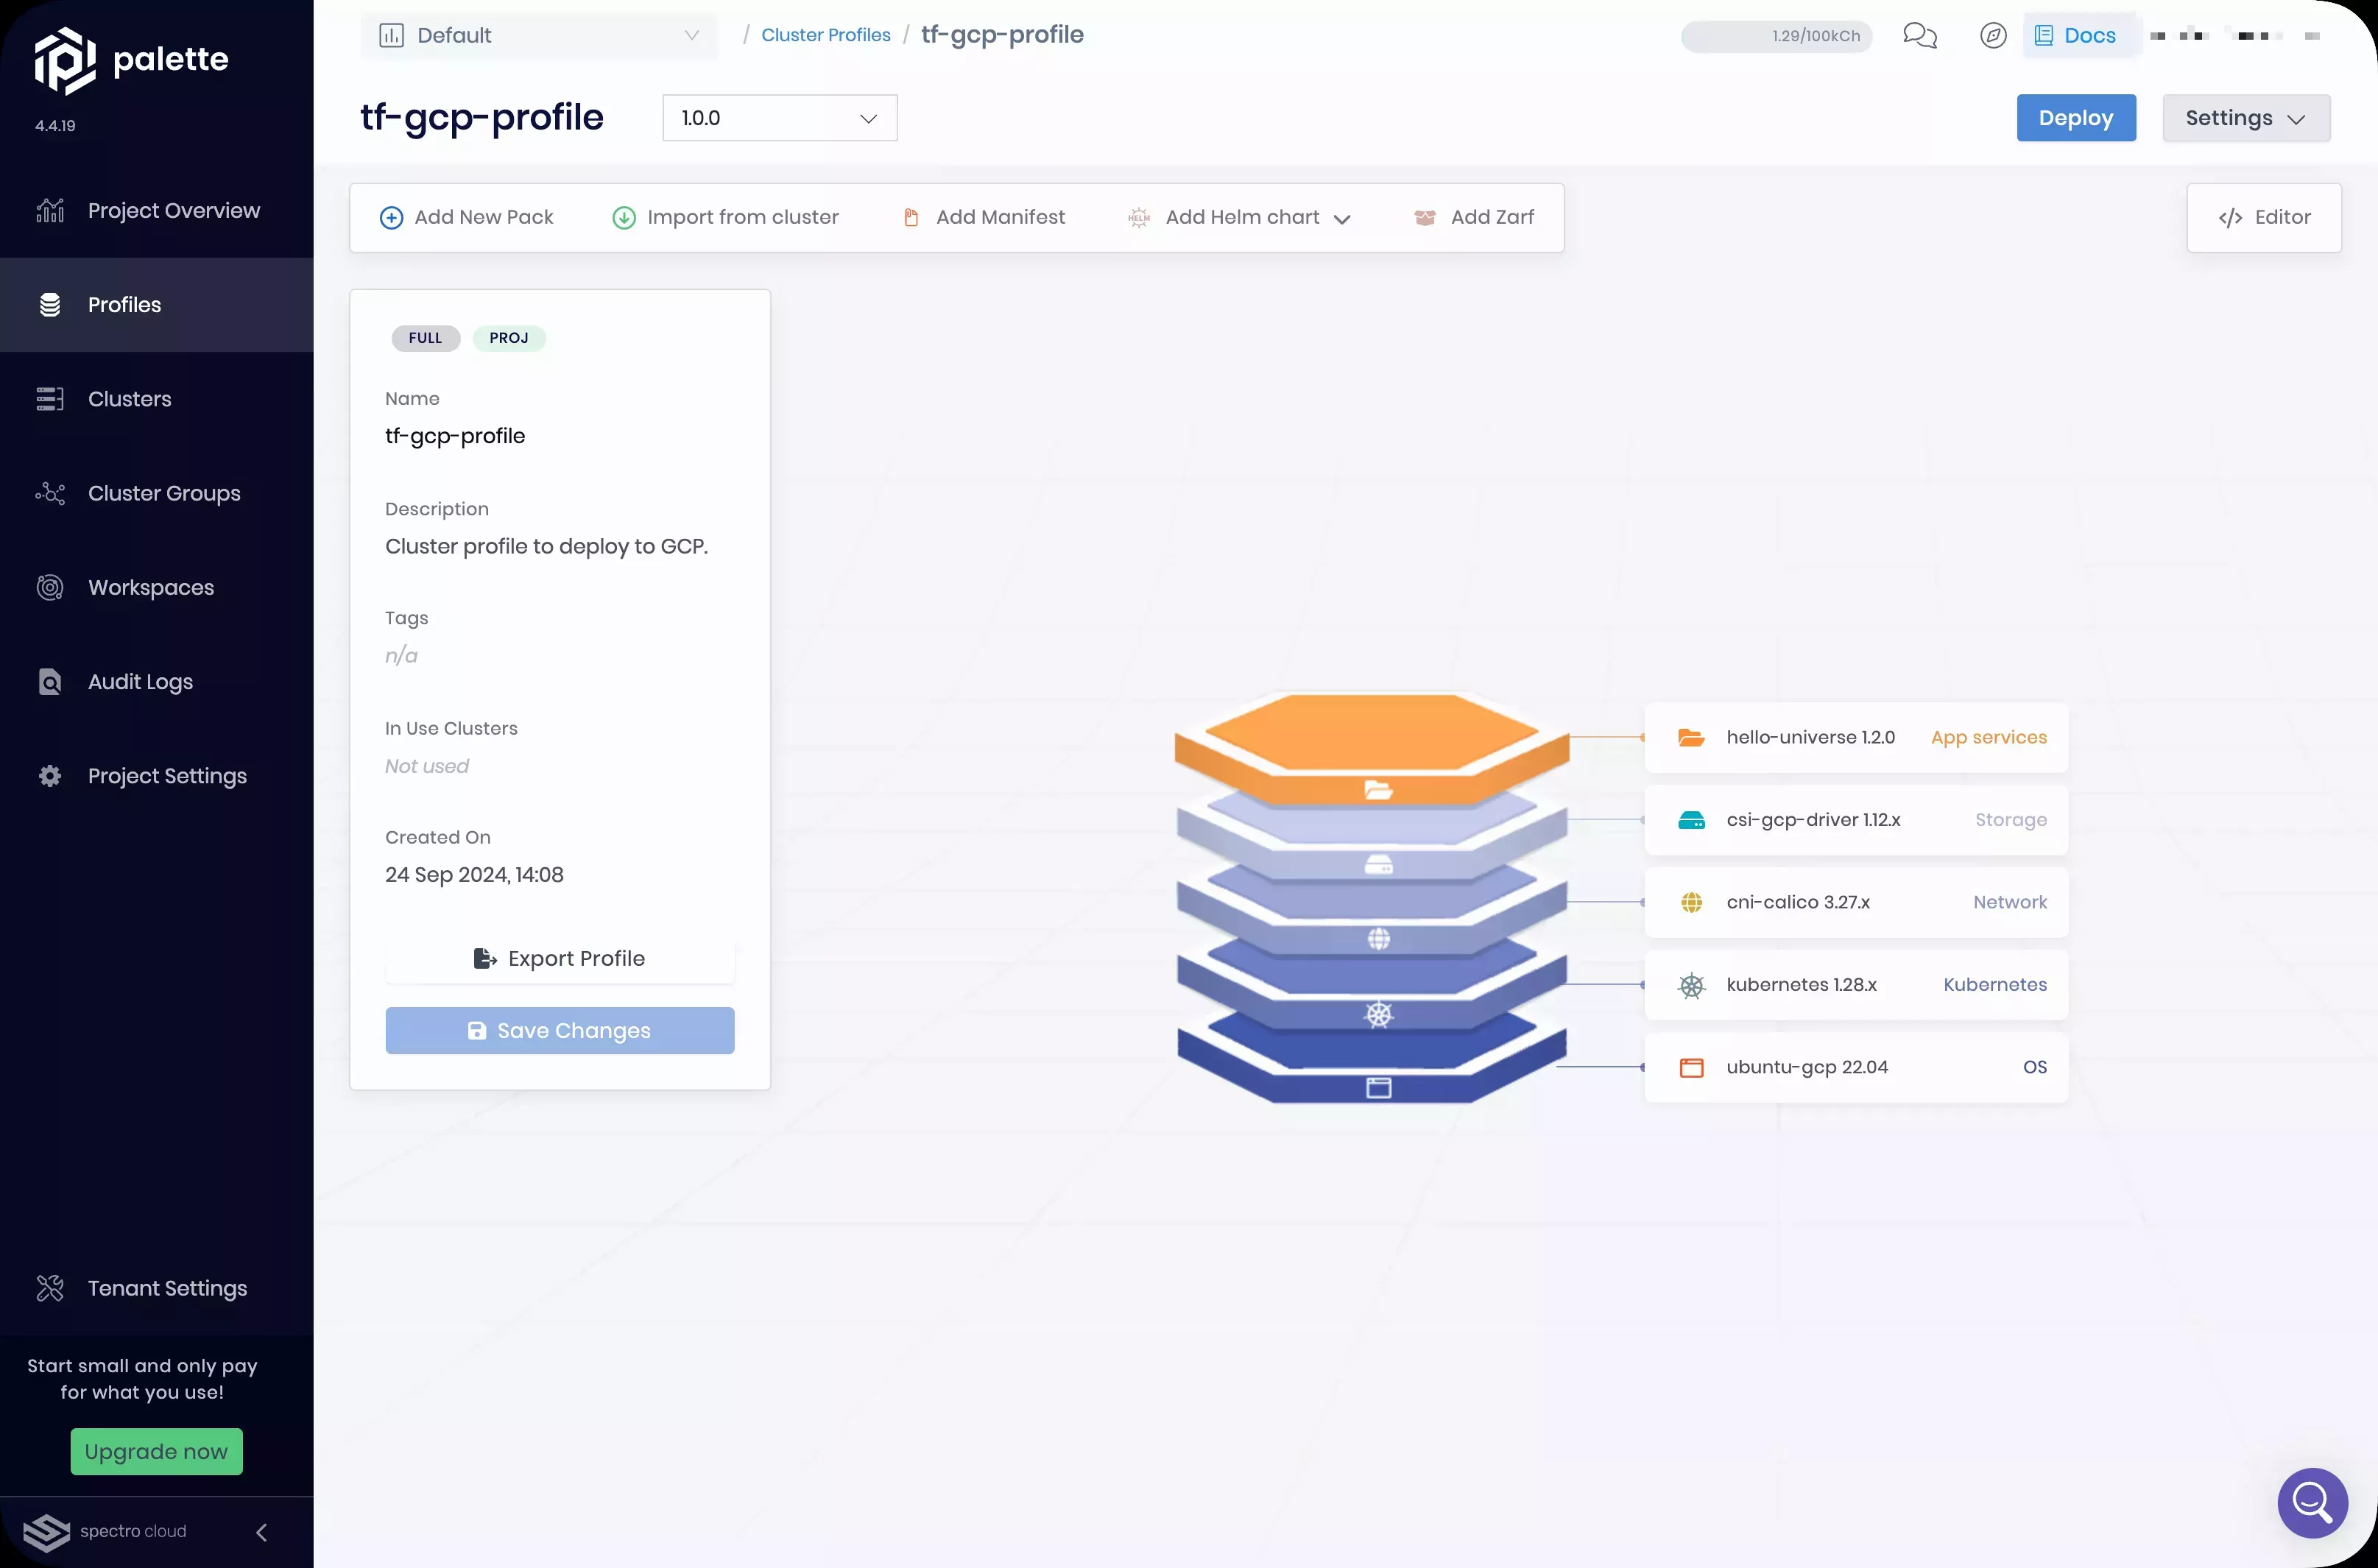 palette
4.4.19
Project Overview
Profiles
Clusters
Cluster Groups
Workspaces
Audit Logs
Project Settings
Tenant Settings
Start small and only pay
for what you use!
Upgrade now
spectro cloud
Default
/ Cluster Profiles / tf-gcp-profile
1.29/100kCh
Docs
tf-gcp-profile
1.0.0
Deploy
Settings
Add New Pack
Import from cluster
Add Manifest
HELM
Add Helm chart
Add Zarf
</> Editor
FULL
PROJ
Name
tf-gcp-profile
Description
Cluster profile to deploy to GCP.
Tags
n/a
In Use Clusters
Not used
Created On
24 Sep 2024, 14:08
Export Profile
Save Changes
hello-universe 1.2.0 App services
csi-gcp-driver 1.12.x Storage
cni-calico 3.27.x Network
kubernetes 1.28.x Kubernetes
ubuntu-gcp 22.04 OS